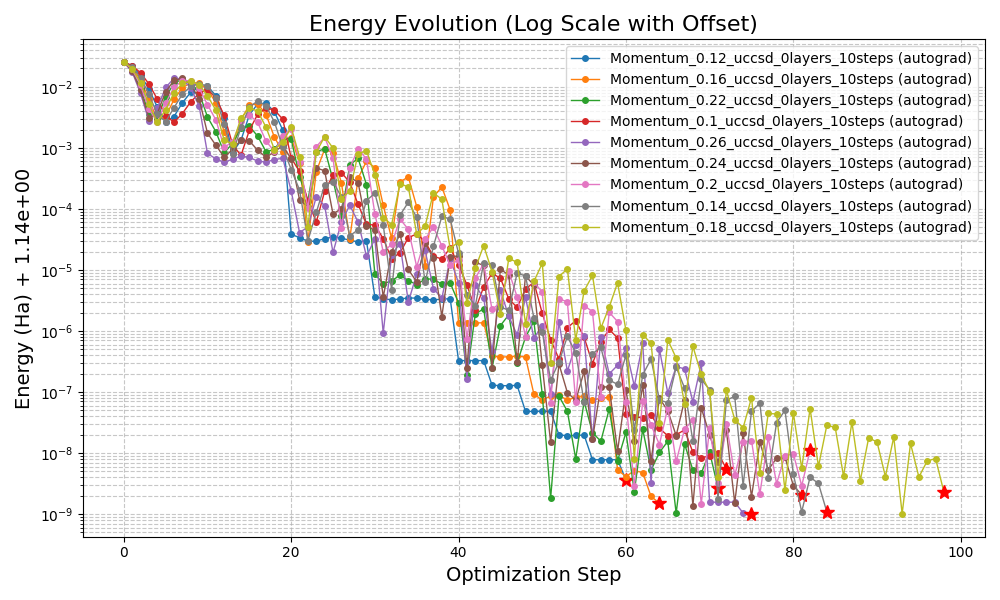 Energy Evolution (Log Scale with Offset)
Energy (Ha) + 1.14e+00
10⁻²
10⁻³
10⁻⁴
10⁻⁵
10⁻⁶
10⁻⁷
10⁻⁸
10⁻⁹
Momentum_0.12_uccsd_0layers_10steps (autograd)
Momentum_0.16_uccsd_0layers_10steps (autograd)
Momentum_0.22_uccsd_0layers_10steps (autograd)
Momentum_0.1_uccsd_0layers_10steps (autograd)
Momentum_0.26_uccsd_0layers_10steps (autograd)
Momentum_0.24_uccsd_0layers_10steps (autograd)
Momentum_0.2_uccsd_0layers_10steps (autograd)
Momentum_0.14_uccsd_0layers_10steps (autograd)
Momentum_0.18_uccsd_0layers_10steps (autograd)
0 20 40 60 80 100
Optimization Step